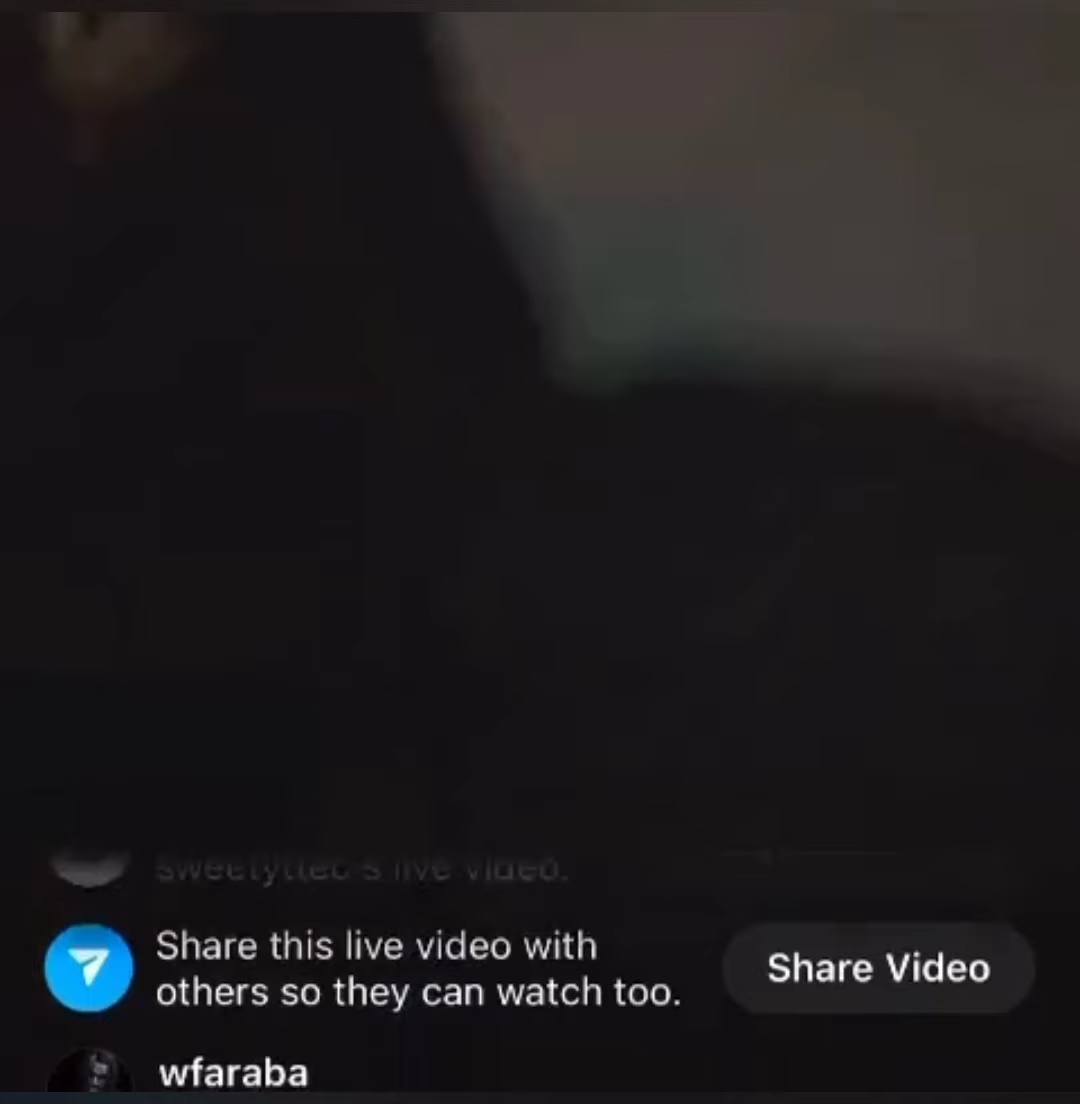 live video.
Share this live video with
others so they can watch too.
Share Video
wfaraba